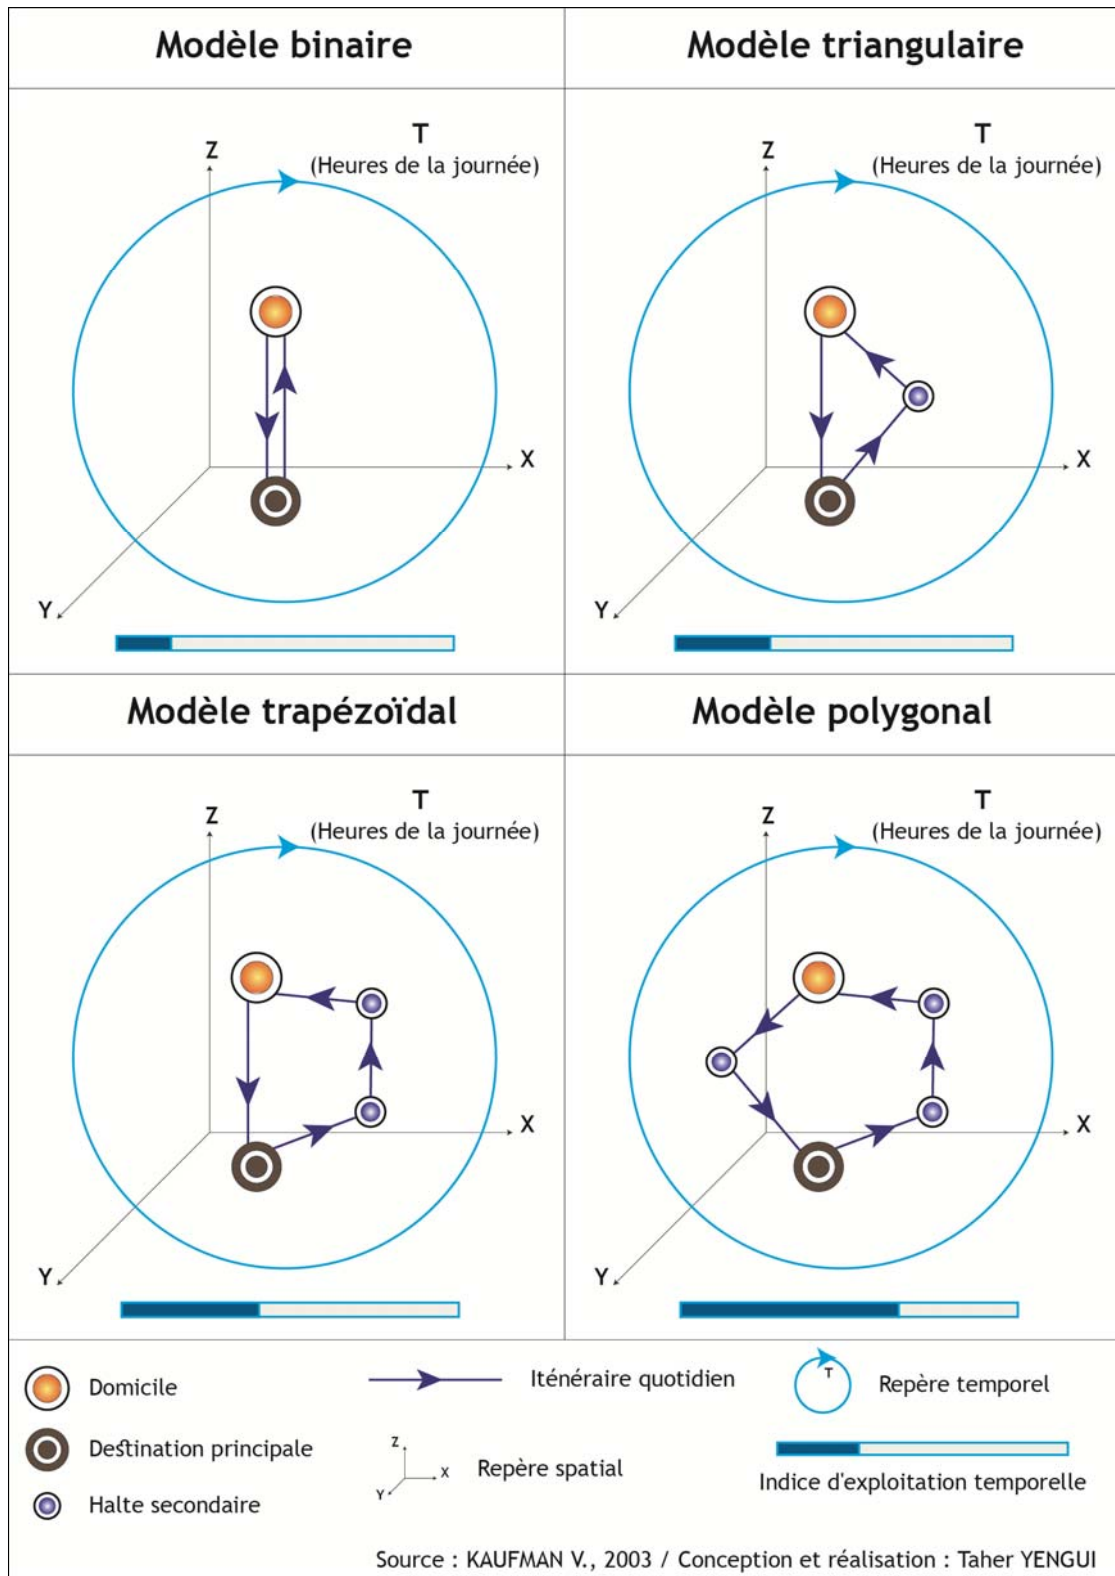 Modèle binaire
Modèle triangulaire
T
Z
(Heures de la journée)
X
Y
T
Z
(Heures de la journée)
X
Y
Modèle trapézoïdal
Modèle polygonal
T
Z
(Heures de la journée)
X
Y
T
Z
(Heures de la journée)
X
Y
Domicile
Iténéraire quotidien
T
Repère temporel
Destination principale
Z
X
Y
Repère spatial
Indice d'exploitation temporelle
Halte secondaire
Source : KAUFMAN V., 2003 / Conception et réalisation : Taher YENGUI